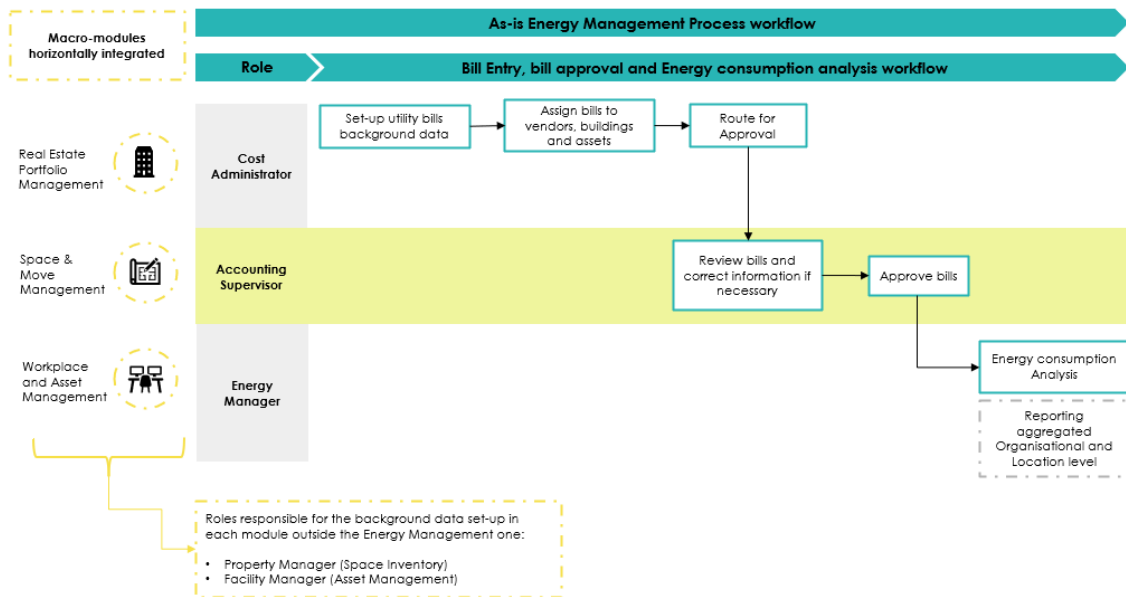 Macro-modules
horizontally integrated
As-is Energy Management Process workflow
Role
Bill Entry, bill approval and Energy consumption analysis workflow
Real Estate
Portfolio
Management
Cost
Administrator
Set-up utility bills
background data
Assign bills to
vendors, buildings
and assets
Route for
Approval
Space &
Move
Management
Accounting
Supervisor
Review bills and
correct information if
necessary
Approve bills
Workplace
and Asset
Management
Energy
Manager
Energy consumption
Analysis
Reporting
aggregated
Organisational and
Location level
Roles responsible for the background data set-up in
each module outside the Energy Management one:
• Property Manager (Space Inventory)
• Facility Manager (Asset Management)